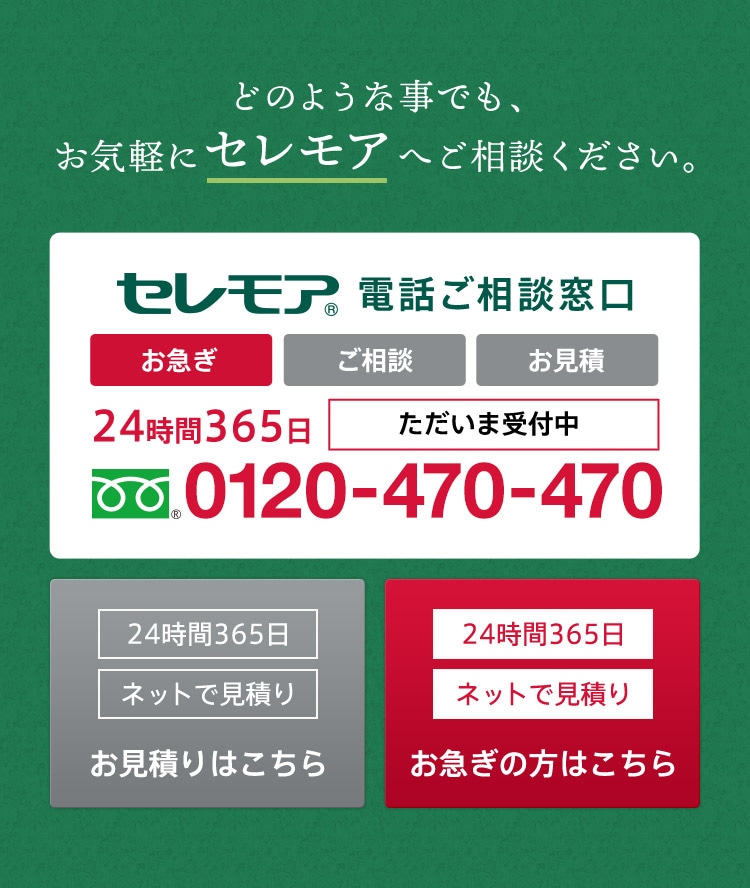 どのような事でも、
お気軽にセレモアへご相談ください。
セレモア® 電話ご相談窓口
お急ぎ ご相談 お見積
24時間365日 ただいま受付中
® 0120-470-470
24時間365日
ネットで見積り
お見積りはこちら
24時間365日
ネットで見積り
お急ぎの方はこちら